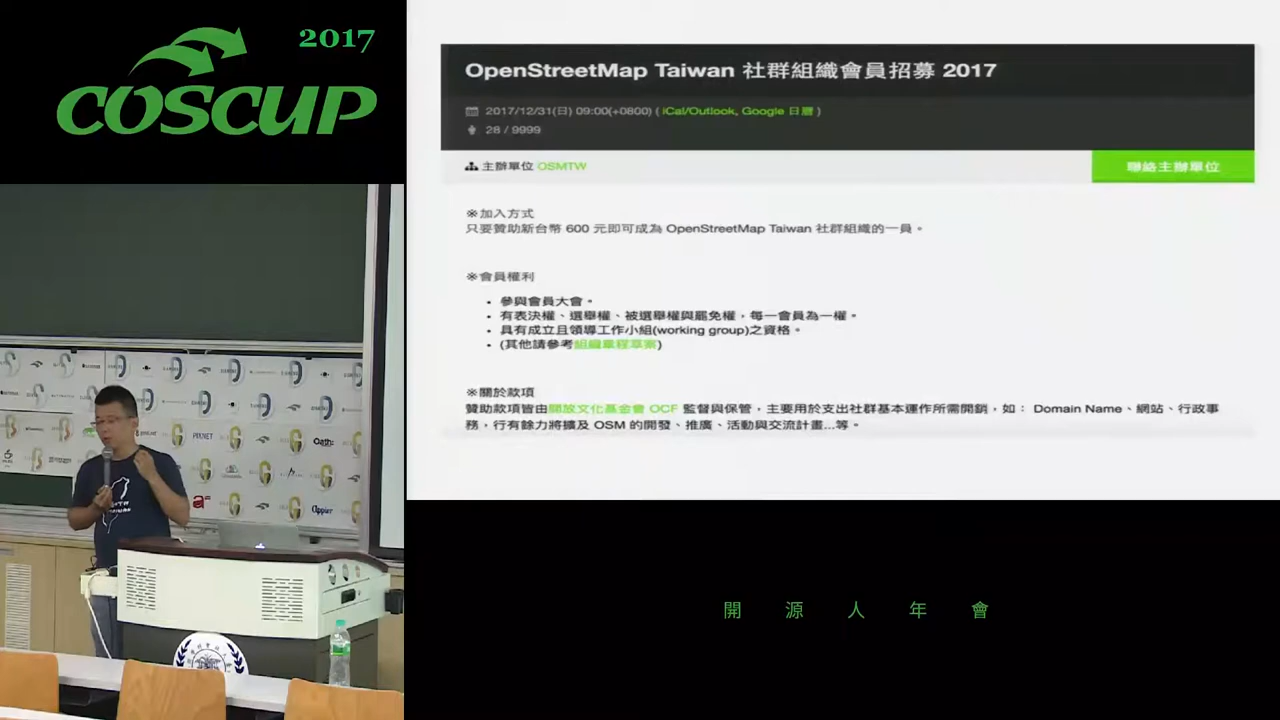 2017
COSCUP
OpenStreetMap Taiwan 社群組織會員招募 2017
2017/12/31(日) 09:00(+0800) ( iCal/Outlook, Google 日曆 )
28 / 9999
主辦單位 OSMTW
聯絡主辦單位
※加入方式
只要贊助新台幣 600 元即可成為 OpenStreetMap Taiwan 社群組織的一員。
※會員權利
• 參與會員大會。
• 有表決權、選舉權、被選舉權與罷免權，每一會員為一權。
• 具有成立且領導工作小組(working group)之資格。
• (其他請參考組織章程草案)
※關於款項
贊助款項皆由開放文化基金會 OCF 監督與保管，主要用於支出社群基本運作所需開銷，如： Domain Name、網站、行政事
務，行有餘力將擴及 OSM 的開發、推廣、活動與交流計畫...等。
PIXNET
Oath:
appier
開源人年會